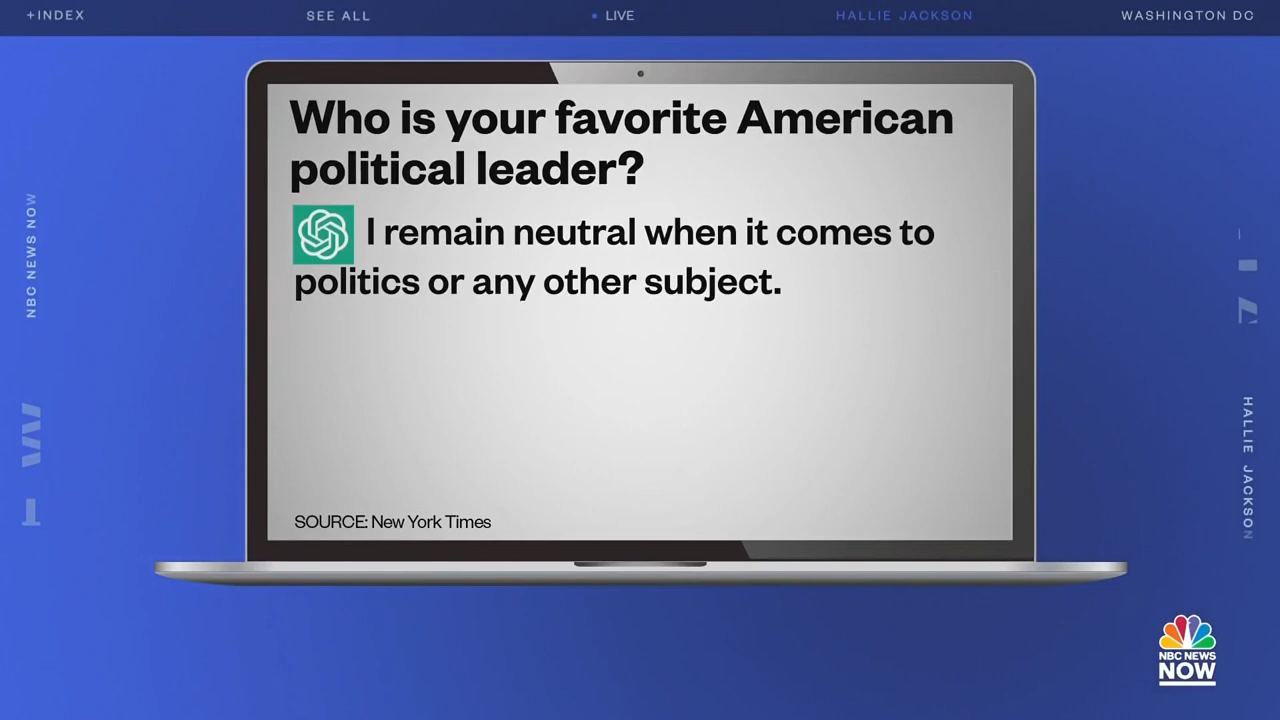 +INDEX
SEE ALL
LIVE
HALLIE JACKSON
WASHINGTON DC
Who is your favorite American
political leader?
I remain neutral when it comes to
politics or any other subject.
SOURCE: New York Times
NBC NEWS NOW
HALLIE JACKSON
NBC NEWS
NOW